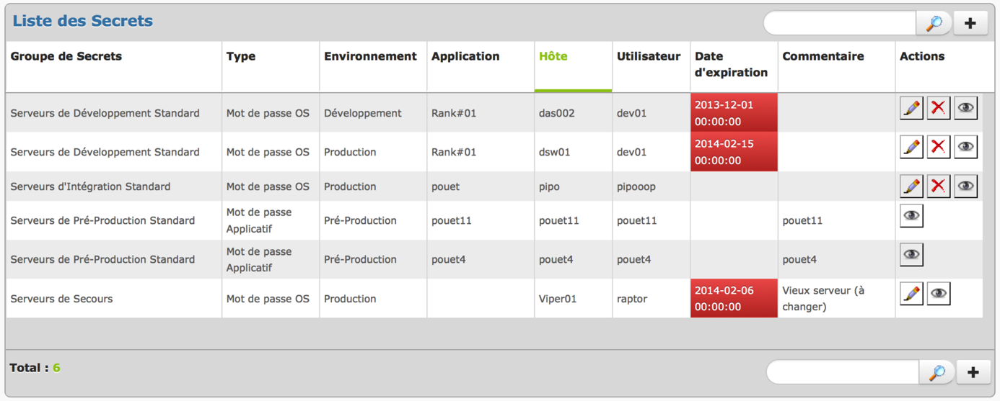 Liste des Secrets
Groupe de Secrets Type Environnement Application Hôte Utilisateur Date d'expiration Commentaire Actions
Serveurs de Développement Standard Mot de passe OS Développement Rank#01 das002 dev01 2013-12-01 00:00:00
Serveurs de Développement Standard Mot de passe OS Production Rank#01 dsw01 dev01 2014-02-15 00:00:00
Serveurs d'Intégration Standard Mot de passe OS Production pouet pipo pipooop
Serveurs de Pré-Production Standard Mot de passe Applicatif Pré-Production pouet11 pouet11 pouet11 pouet11
Serveurs de Pré-Production Standard Mot de passe Applicatif Pré-Production pouet4 pouet4 pouet4 pouet4
Serveurs de Secours Mot de passe OS Production Viper01 raptor 2014-02-06 00:00:00 Vieux serveur (à changer)
Total : 6